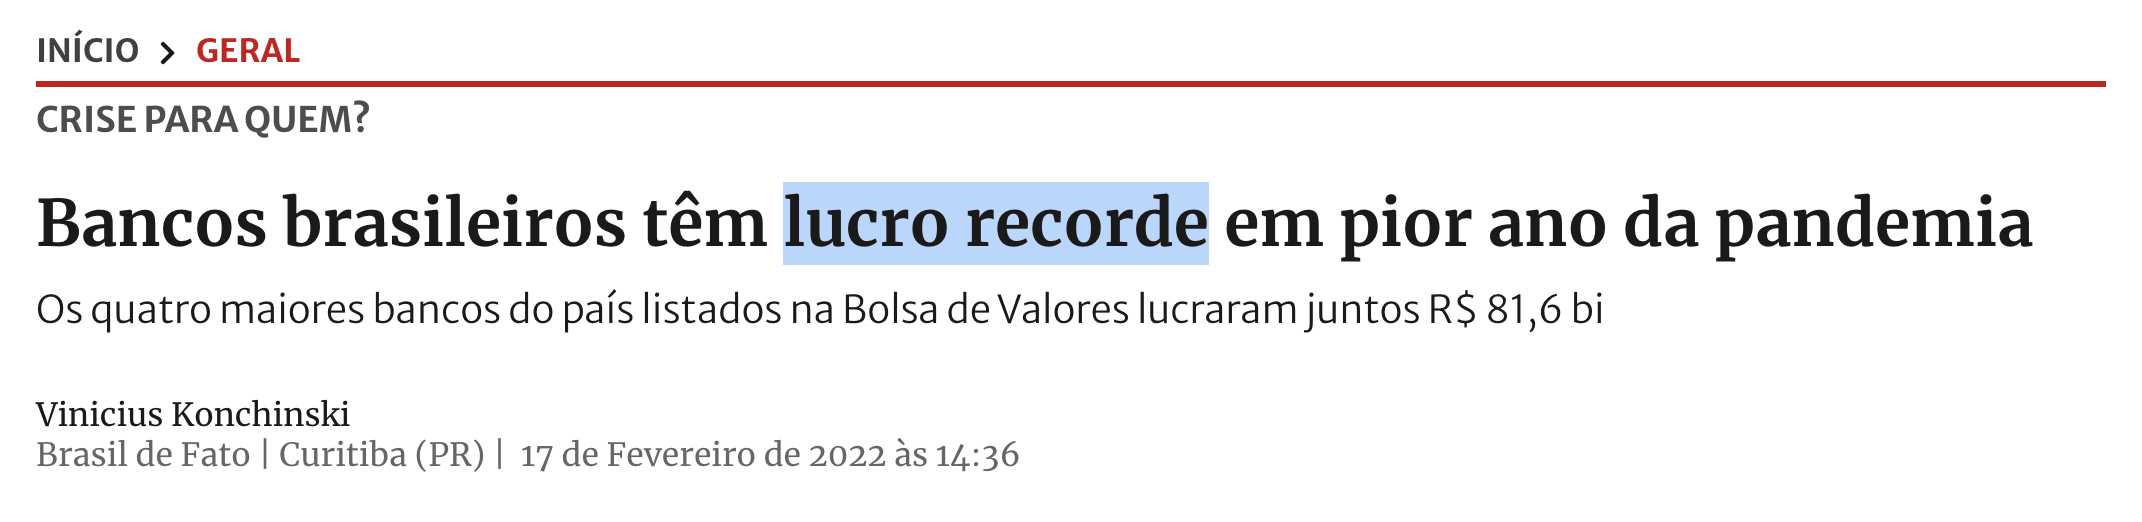 INÍCIO > GERAL
CRISE PARA QUEM?
Bancos brasileiros têm lucro recorde em pior ano da pandemia
Os quatro maiores bancos do país listados na Bolsa de Valores lucraram juntos R$ 81,6 bi
Vinicius Konchinski
Brasil de Fato | Curitiba (PR) | 17 de Fevereiro de 2022 às 14:36